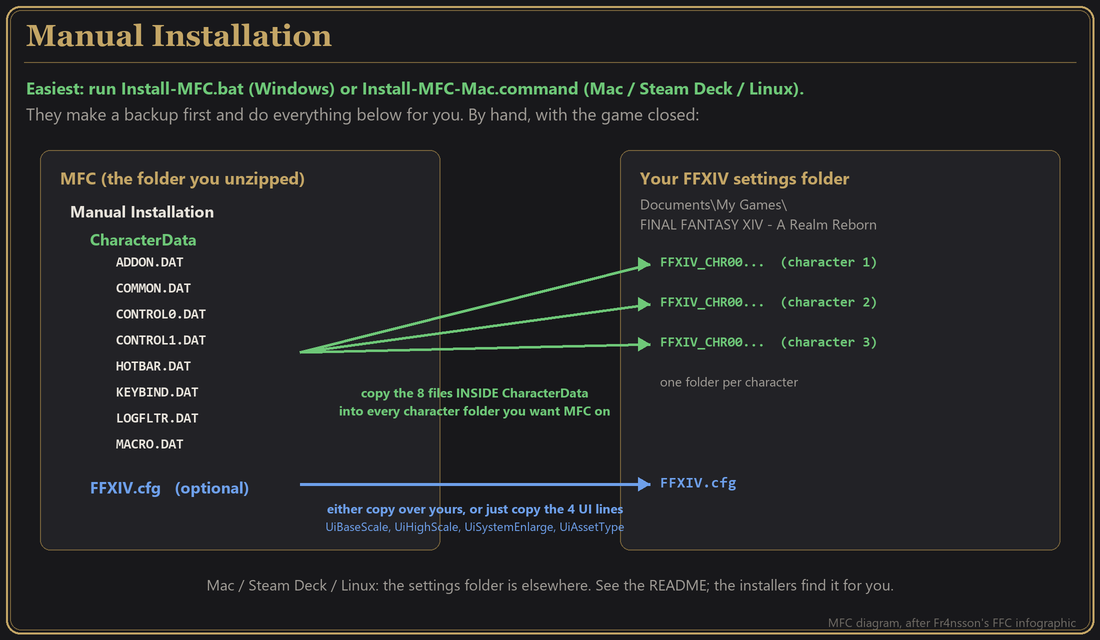 Manual Installation
Easiest: run Install-MFC.bat (Windows) or Install-MFC-Mac.command (Mac / Steam Deck / Linux).
They make a backup first and do everything below for you. By hand, with the game closed:
MFC (the folder you unzipped)
Manual Installation
CharacterData
ADDON.DAT
COMMON.DAT
CONTROL0.DAT
CONTROL1.DAT
HOTBAR.DAT
KEYBIND.DAT
LOGFLTR.DAT
MACRO.DAT
FFXIV.cfg (optional)
copy the 8 files INSIDE CharacterData
into every character folder you want MFC on
either copy over yours, or just copy the 4 UI lines
UiBaseScale, UiHighScale, UiSystemEnlarge, UiAssetType
Your FFXIV settings folder
Documents\My Games\
FINAL FANTASY XIV - A Realm Reborn
FFXIV_CHR00... (character 1)
FFXIV_CHR00... (character 2)
FFXIV_CHR00... (character 3)
one folder per character
FFXIV.cfg
Mac / Steam Deck / Linux: the settings folder is elsewhere. See the README; the installers find it for you.
MFC diagram, after Fr4nsson's FFC infographic